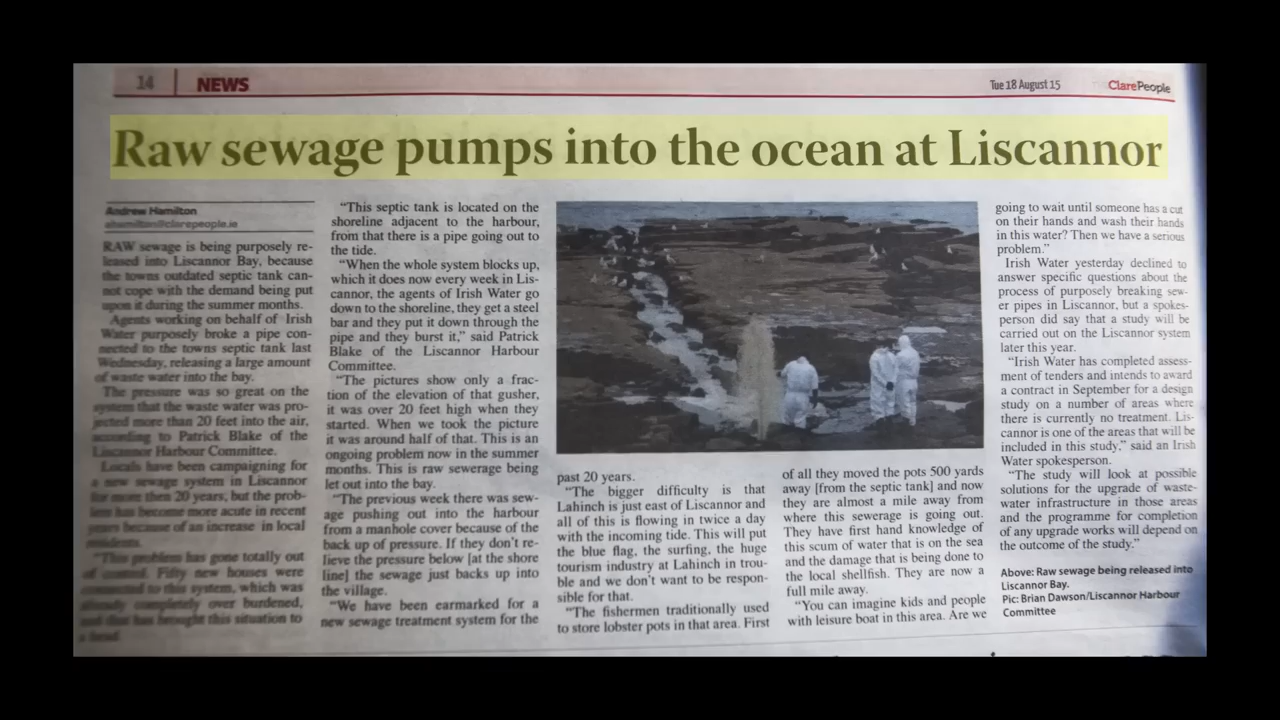 14 NEWS Tue 18 August 15 ClarePeople
Raw sewage pumps into the ocean at Liscannor
Andrew Hamilton
ahamilton@clarepeople.ie
RAW sewage is being purposely re-
leased into Liscannor Bay, because
the towns outdated septic tank can-
not cope with the demand being put
upon it during the summer months.
Agents working on behalf of Irish
Water purposely broke a pipe con-
nected to the towns septic tank last
Wednesday, releasing a large amount
of waste water into the bay.
The pressure was so great on the
system that the waste water was pro-
jected more than 20 feet into the air,
according to Patrick Blake of the
Liscannor Harbour Committee.
Locals have been campaigning for
a new sewage system in Liscannor
for more then 20 years, but the prob-
lem has become more acute in recent
years because of an increase in local
residents.
"This problem has gone totally out
of control. Fifty new houses were
connected to this system, which was
already completely over burdened,
and that has brought this situation to
a head.
"This septic tank is located on the
shoreline adjacent to the harbour,
from that there is a pipe going out to
the tide.
"When the whole system blocks up,
which it does now every week in Lis-
cannor, the agents of Irish Water go
down to the shoreline, they get a steel
bar and they put it down through the
pipe and they burst it," said Patrick
Blake of the Liscannor Harbour
Committee.
"The pictures show only a frac-
tion of the elevation of that gusher,
it was over 20 feet high when they
started. When we took the picture
it was around half of that. This is an
ongoing problem now in the summer
months. This is raw sewerage being
let out into the bay.
"The previous week there was sew-
age pushing out into the harbour
from a manhole cover because of the
back up of pressure. If they don't re-
lieve the pressure below [at the shore
line] the sewage just backs up into
the village.
"We have been earmarked for a
new sewage treatment system for the
past 20 years.
"The bigger difficulty is that
Lahinch is just east of Liscannor and
all of this is flowing in twice a day
with the incoming tide. This will put
the blue flag, the surfing, the huge
tourism industry at Lahinch in trou-
ble and we don't want to be respon-
sible for that.
"The fishermen traditionally used
to store lobster pots in that area. First
of all they moved the pots 500 yards
away [from the septic tank] and now
they are almost a mile away from
where this sewerage is going out.
They have first hand knowledge of
this scum of water that is on the sea
and the damage that is being done to
the local shellfish. They are now a
full mile away.
"You can imagine kids and people
with leisure boat in this area. Are we
going to wait until someone has a cut
on their hands and wash their hands
in this water? Then we have a serious
problem."
Irish Water yesterday declined to
answer specific questions about the
process of purposely breaking sew-
er pipes in Liscannor, but a spokes-
person did say that a study will be
carried out on the Liscannor system
later this year.
"Irish Water has completed assess-
ment of tenders and intends to award
a contract in September for a design
study on a number of areas where
there is currently no treatment. Lis-
cannor is one of the areas that will be
included in this study," said an Irish
Water spokesperson.
"The study will look at possible
solutions for the upgrade of waste-
water infrastructure in those areas
and the programme for completion
of any upgrade works will depend on
the outcome of the study."
Above: Raw sewage being released into
Liscannor Bay.
Pic: Brian Dawson/Liscannor Harbour
Committee